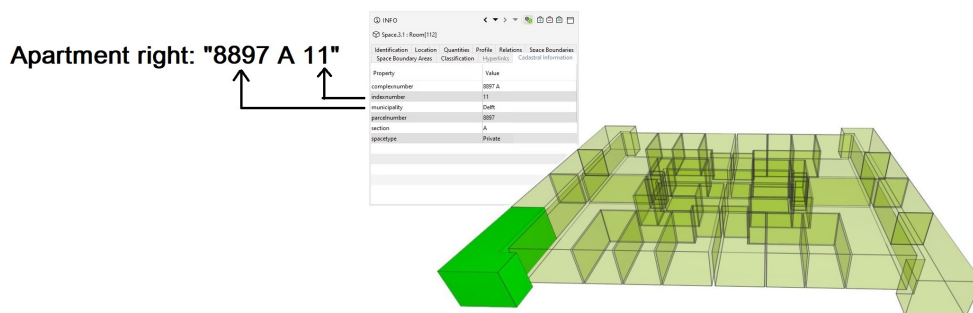 Apartment right: "8897 A 11"
INFO
Space.3.1 : Room[112]
Identification Location Quantities Profile Relations Space Boundaries
Space Boundary Areas Classification Hyperlinks Cadastral Information
Property Value
complexnumber 8897 A
indexnumber 11
municipality Delft
parcelnumber 8897
section A
spacetype Private